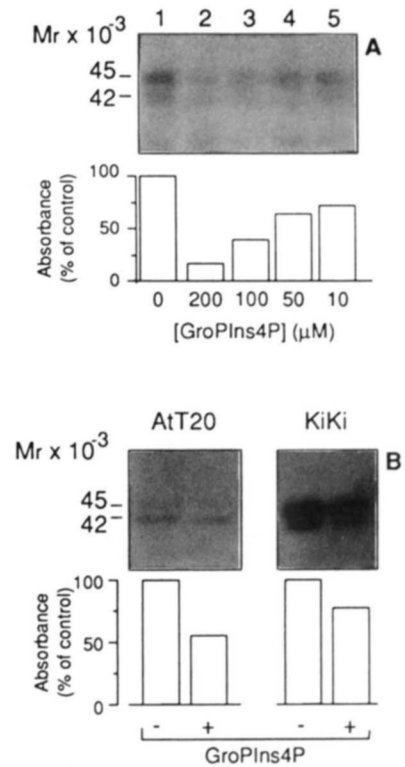 1 2 3 4 5
Mr x 10-3
A
45
42
Absorbance
(% of control)
100
50
0
0 200 100 50 10
[GroPIns4P] (μM)
AtT20 KiKi
Mr x 10-3
B
45
42
Absorbance
(% of control)
100
50
0
- + - +
GroPIns4P